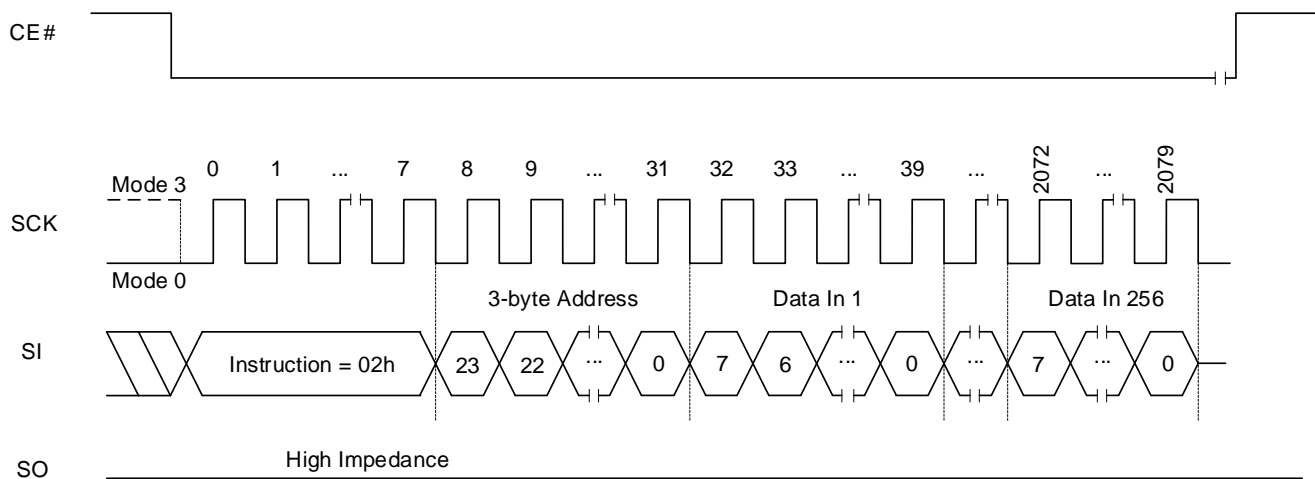 CE#
0 1 ... 7 8 9 ... 31 32 33 ... 39 ... 2072 ... 2079
Mode 3
SCK
Mode 0
3-byte Address Data In 1 Data In 256
SI Instruction = 02h 23 22 ... 0 7 6 ... 0 ... 7 ... 0
High Impedance
SO